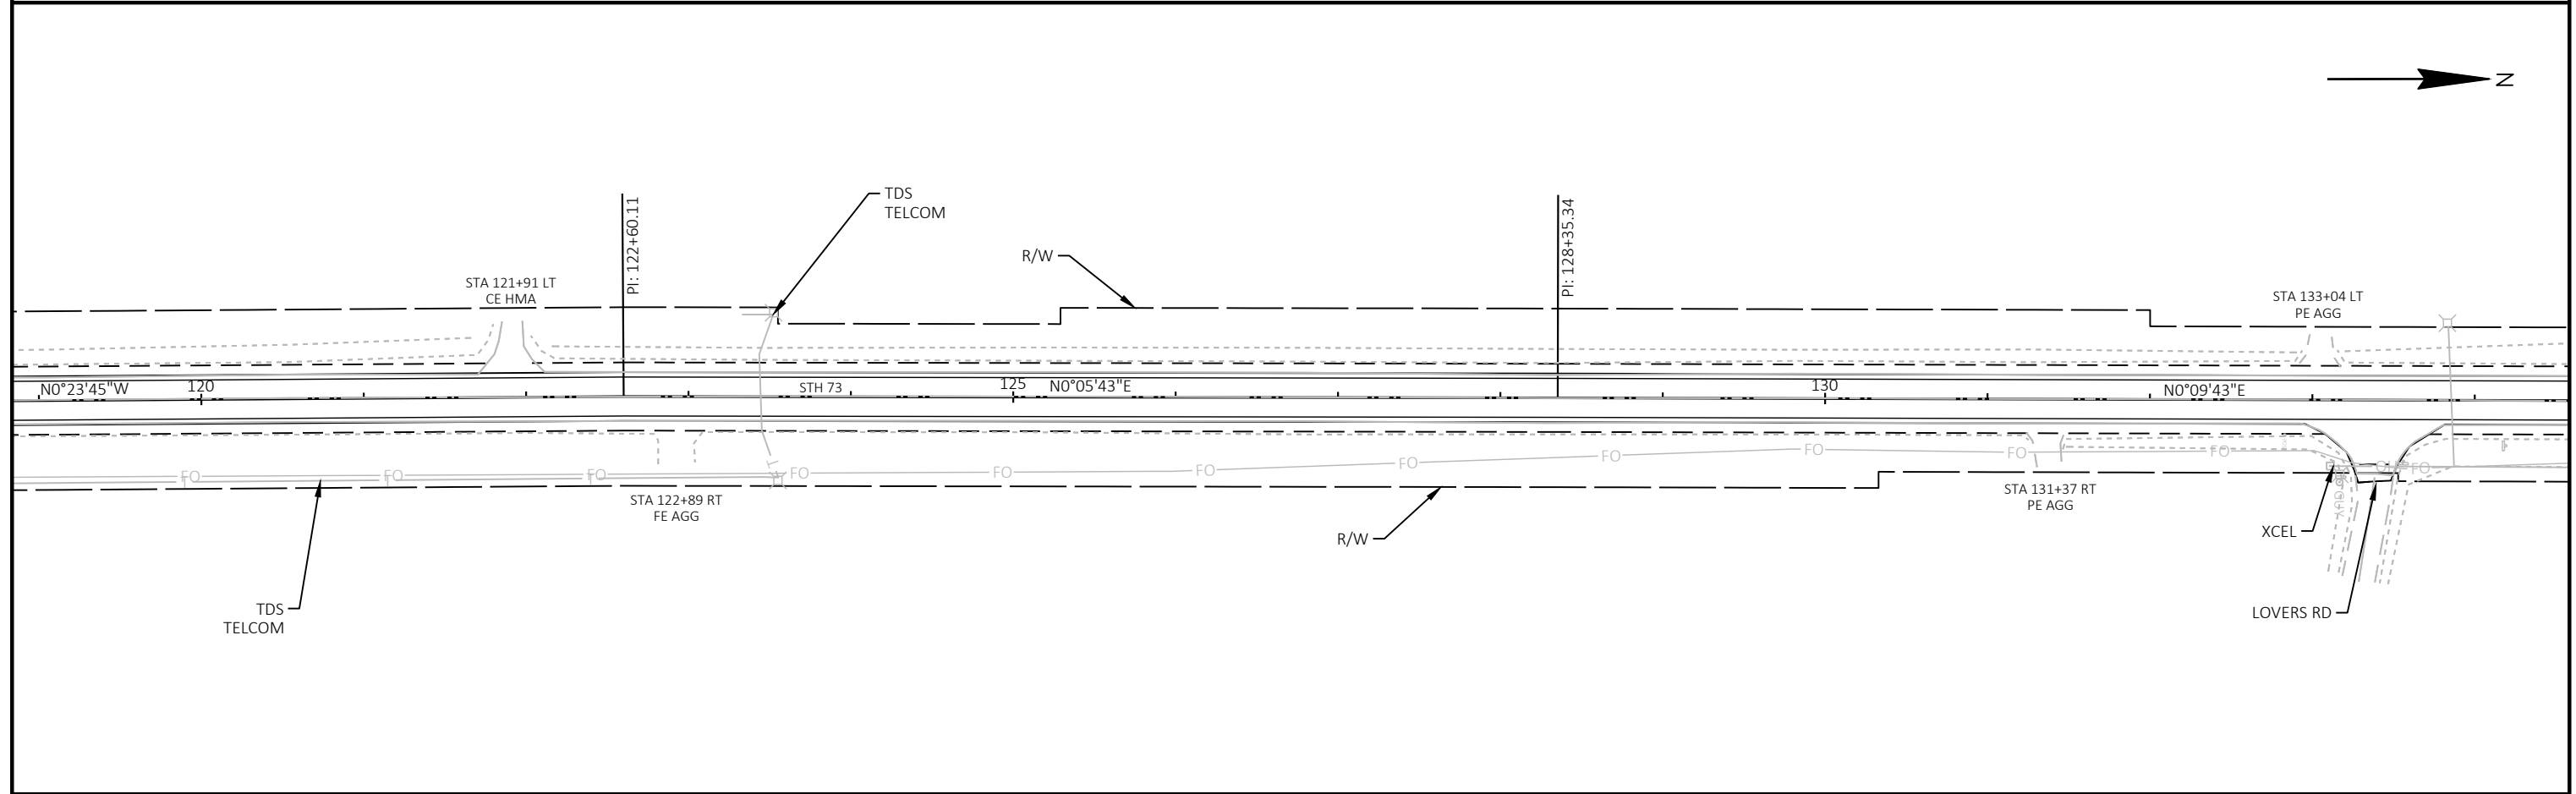 N
TDS
TELCOM
PI: 122+60.11
PI: 128+35.34
R/W
STA 121+91 LT
CE HMA
STA 133+04 LT
PE AGG
N0°23'45"W
120
STH 73
125
N0°05'43"E
130
N0°09'43"E
FO
FO
FO
FO
FO
FO
FO
FO
FO
FO
FO
FO
STA 122+89 RT
FE AGG
STA 131+37 RT
PE AGG
R/W
XCEL
GUY
TDS
TELCOM
LOVERS RD